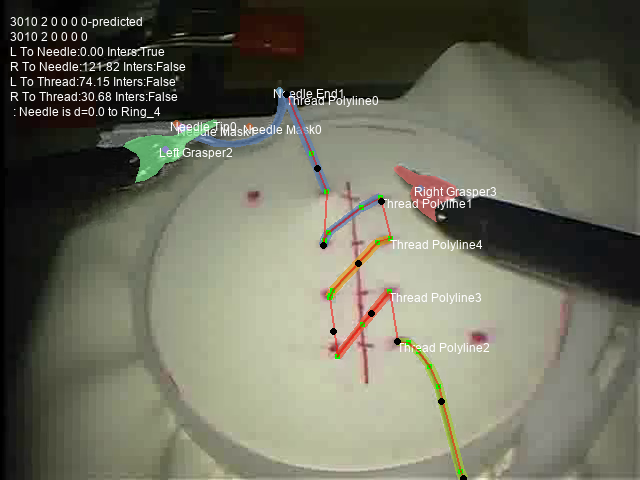 3010 2 0 0 0 0-predicted
3010 2 0 0 0 0
L To Needle:0.00 Inters:True
R To Needle:121.82 Inters:False
L To Thread:74.15 Inters:False
R To Thread:30.68 Inters:False
: Needle is d=0.0 to Ring_4
Needle End1
Thread Polyline0
Needle Tip0
Needle Mask1
Needle Mask0
Left Grasper2
Right Grasper3
Thread Polyline1
Thread Polyline4
Thread Polyline3
Thread Polyline2